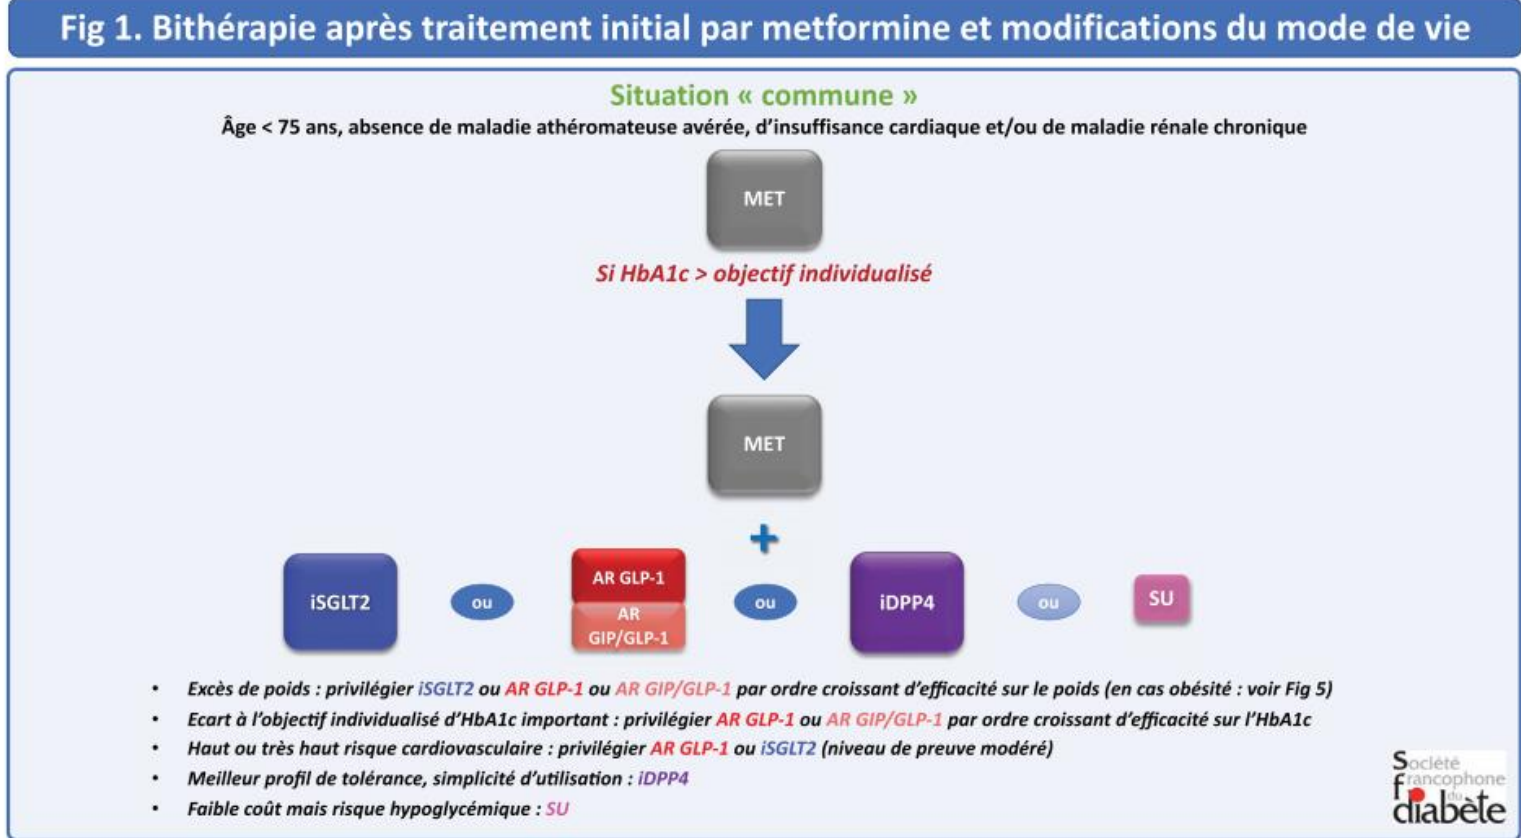 Fig 1. Bithérapie après traitement initial par metformine et modifications du mode de vie
Situation « commune »
Âge < 75 ans, absence de maladie athéromateuse avérée, d’insuffisance cardiaque et/ou de maladie rénale chronique
MET
Si HbA1c > objectif individualisé
MET
+
iSGLT2
ou
AR GLP-1
AR
GIP/GLP-1
ou
iDPP4
ou
SU
• Excès de poids : privilégier iSGLT2 ou AR GLP-1 ou AR GIP/GLP-1 par ordre croissant d’efficacité sur le poids (en cas obésité : voir Fig 5)
• Ecart à l’objectif individualisé d’HbA1c important : privilégier AR GLP-1 ou AR GIP/GLP-1 par ordre croissant d’efficacité sur l’HbA1c
• Haut ou très haut risque cardiovasculaire : privilégier AR GLP-1 ou iSGLT2 (niveau de preuve modéré)
• Meilleur profil de tolérance, simplicité d’utilisation : iDPP4
• Faible coût mais risque hypoglycémique : SU
Société
francophone
du
diabète